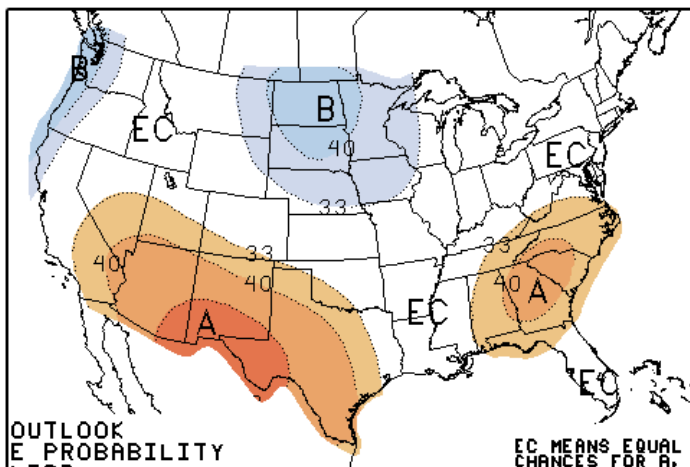 B
B
EC
40
EC
33
33
33
40
40
40
A
A
EC
EC
OUTLOOK
E PROBABILITY
EC MEANS EQUAL
CHANCES FOR A,